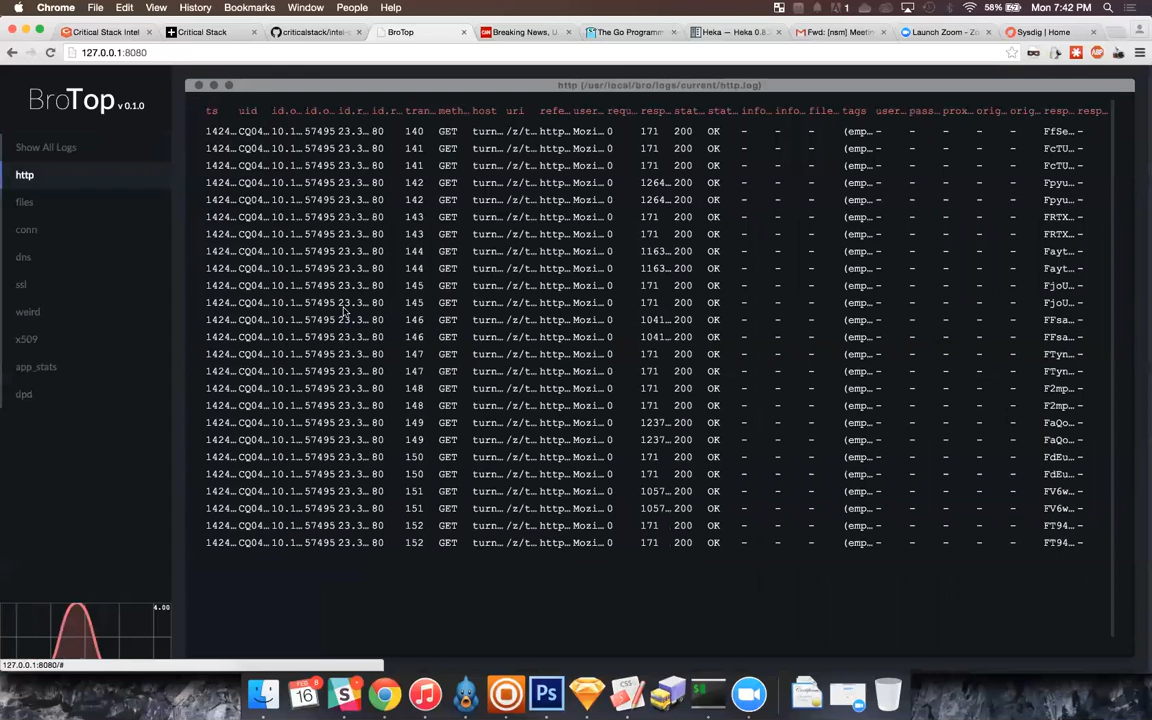 Chrome File Edit View History Bookmarks Window People Help 1 58% Mon 7:42 PM
Critical Stack Intel Critical Stack criticalstack/intel- BroTop Breaking News, U The Go Programm Heka — Heka 0.8. Fwd: [nsm] Meetin Launch Zoom - Zo Sysdig | Home
127.0.0.1:8080
BroTop v 0.1.0
Show All Logs
http
files
conn
dns
ssl
weird
x509
app_stats
dpd
4.00
127.0.0.1:8080/#
http (/usr/local/bro/logs/current/http.log)
ts uid id.o... id.o... id.r... id.r... tran... meth... host uri refe... user... requ... resp... stat... stat... info... info... file... tags user... pass... prox... orig... orig... resp... resp...
1424... CQ04... 10.1... 57495 23.3... 80 140 GET turn... /z/t... http... Mozi... 0 171 200 OK - - - (emp... - - - - - FfSe... -
1424... CQ04... 10.1... 57495 23.3... 80 141 GET turn... /z/t... http... Mozi... 0 171 200 OK - - - (emp... - - - - - FcTU... -
1424... CQ04... 10.1... 57495 23.3... 80 141 GET turn... /z/t... http... Mozi... 0 171 200 OK - - - (emp... - - - - - FcTU... -
1424... CQ04... 10.1... 57495 23.3... 80 142 GET turn... /z/t... http... Mozi... 0 1264... 200 OK - - - (emp... - - - - - Fpyu... -
1424... CQ04... 10.1... 57495 23.3... 80 142 GET turn... /z/t... http... Mozi... 0 1264... 200 OK - - - (emp... - - - - - Fpyu... -
1424... CQ04... 10.1... 57495 23.3... 80 143 GET turn... /z/t... http... Mozi... 0 171 200 OK - - - (emp... - - - - - FRTX... -
1424... CQ04... 10.1... 57495 23.3... 80 143 GET turn... /z/t... http... Mozi... 0 171 200 OK - - - (emp... - - - - - FRTX... -
1424... CQ04... 10.1... 57495 23.3... 80 144 GET turn... /z/t... http... Mozi... 0 1163... 200 OK - - - (emp... - - - - - Fayt... -
1424... CQ04... 10.1... 57495 23.3... 80 144 GET turn... /z/t... http... Mozi... 0 1163... 200 OK - - - (emp... - - - - - Fayt... -
1424... CQ04... 10.1... 57495 23.3... 80 145 GET turn... /z/t... http... Mozi... 0 171 200 OK - - - (emp... - - - - - FjoU... -
1424... CQ04... 10.1... 57495 23.3... 80 145 GET turn... /z/t... http... Mozi... 0 171 200 OK - - - (emp... - - - - - FjoU... -
1424... CQ04... 10.1... 57495 23.3... 80 146 GET turn... /z/t... http... Mozi... 0 1041... 200 OK - - - (emp... - - - - - FFsa... -
1424... CQ04... 10.1... 57495 23.3... 80 146 GET turn... /z/t... http... Mozi... 0 1041... 200 OK - - - (emp... - - - - - FFsa... -
1424... CQ04... 10.1... 57495 23.3... 80 147 GET turn... /z/t... http... Mozi... 0 171 200 OK - - - (emp... - - - - - FTyn... -
1424... CQ04... 10.1... 57495 23.3... 80 147 GET turn... /z/t... http... Mozi... 0 171 200 OK - - - (emp... - - - - - FTyn... -
1424... CQ04... 10.1... 57495 23.3... 80 148 GET turn... /z/t... http... Mozi... 0 171 200 OK - - - (emp... - - - - - F2mp... -
1424... CQ04... 10.1... 57495 23.3... 80 148 GET turn... /z/t... http... Mozi... 0 171 200 OK - - - (emp... - - - - - F2mp... -
1424... CQ04... 10.1... 57495 23.3... 80 149 GET turn... /z/t... http... Mozi... 0 1237... 200 OK - - - (emp... - - - - - FaQo... -
1424... CQ04... 10.1... 57495 23.3... 80 149 GET turn... /z/t... http... Mozi... 0 1237... 200 OK - - - (emp... - - - - - FaQo... -
1424... CQ04... 10.1... 57495 23.3... 80 150 GET turn... /z/t... http... Mozi... 0 171 200 OK - - - (emp... - - - - - FdEu... -
1424... CQ04... 10.1... 57495 23.3... 80 150 GET turn... /z/t... http... Mozi... 0 171 200 OK - - - (emp... - - - - - FdEu... -
1424... CQ04... 10.1... 57495 23.3... 80 151 GET turn... /z/t... http... Mozi... 0 1057... 200 OK - - - (emp... - - - - - FV6w... -
1424... CQ04... 10.1... 57495 23.3... 80 151 GET turn... /z/t... http... Mozi... 0 1057... 200 OK - - - (emp... - - - - - FV6w... -
1424... CQ04... 10.1... 57495 23.3... 80 152 GET turn... /z/t... http... Mozi... 0 171 200 OK - - - (emp... - - - - - FT94... -
1424... CQ04... 10.1... 57495 23.3... 80 152 GET turn... /z/t... http... Mozi... 0 171 200 OK - - - (emp... - - - - - FT94... -
FEB 16 8 Ps